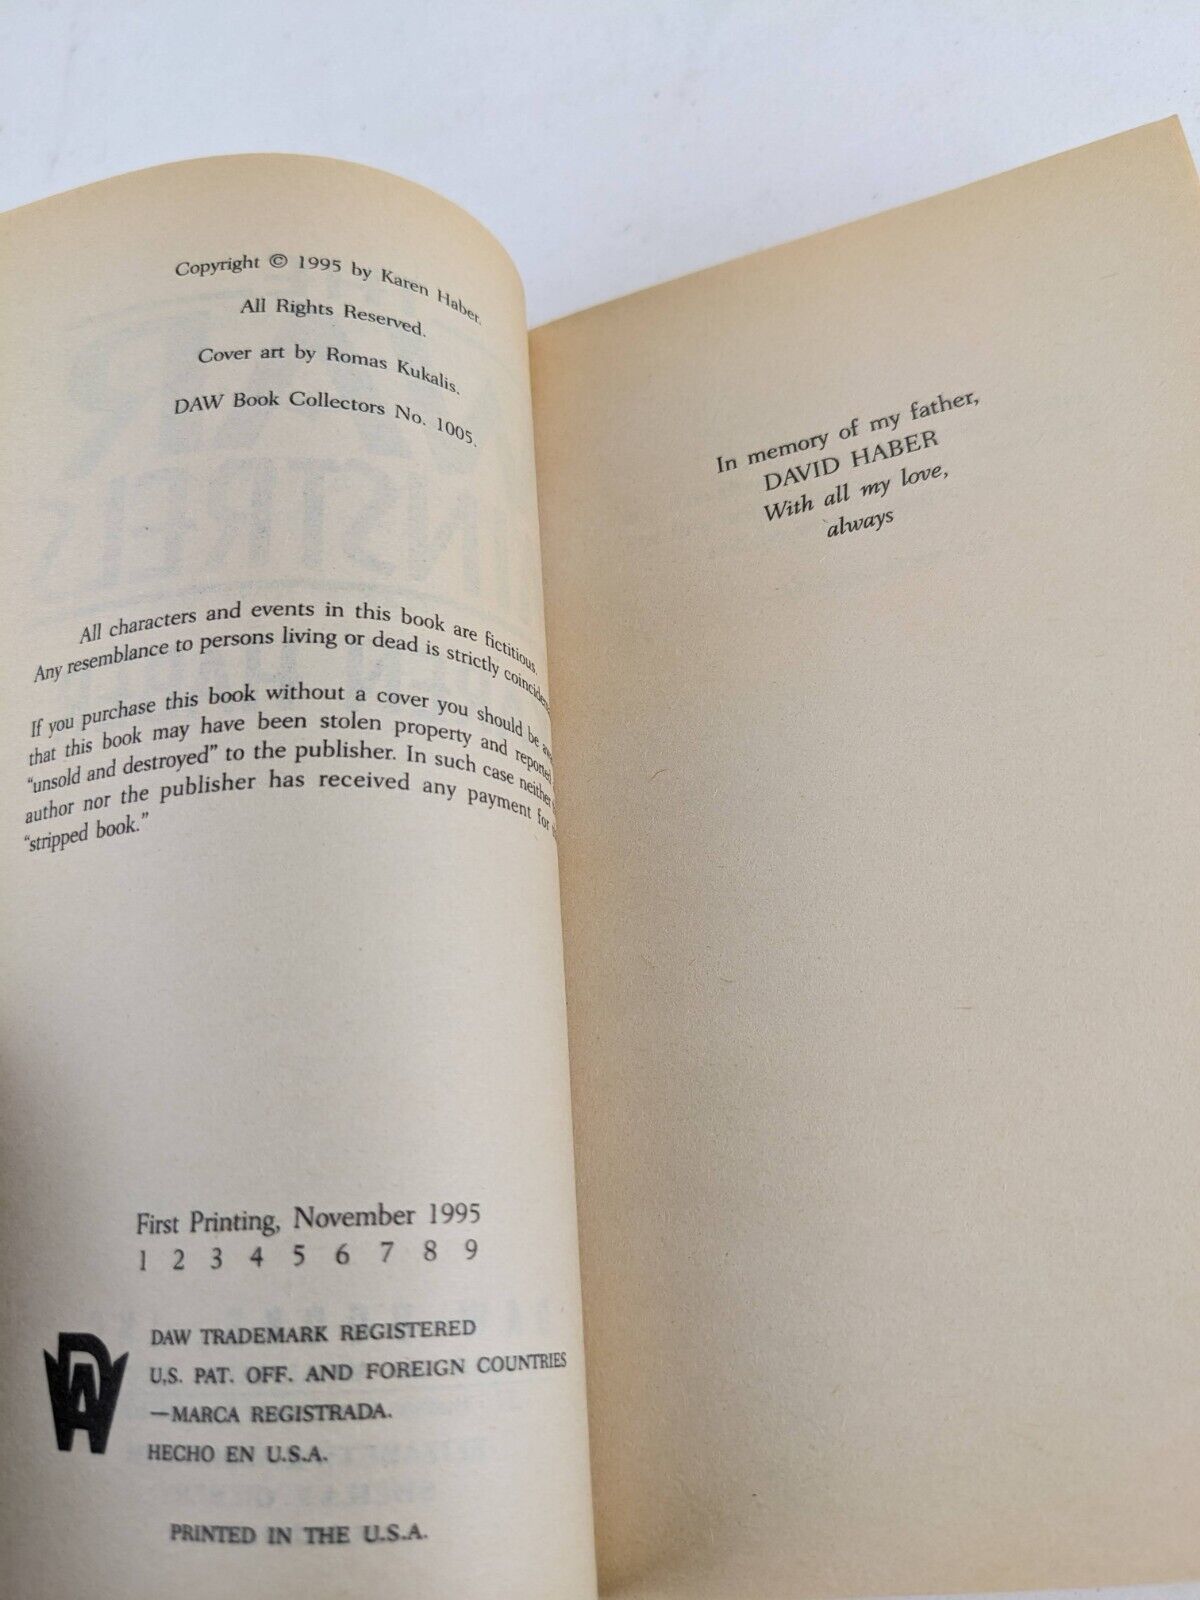 Copyright © 1995 by Karen Haber.
All Rights Reserved.
Cover art by Romas Kukalis.
DAW Book Collectors No. 1005.
All characters and events in this book are fictitious.
Any resemblance to persons living or dead is strictly
If you purchase this book without a cover you should be
that this book may have been stolen property and reported
“unsold and destroyed” to the publisher. In such case neither
author nor the publisher has received any payment for
“stripped book.”
First Printing, November 1995
1 2 3 4 5 6 7 8 9
DAW
DAW TRADEMARK REGISTERED
U.S. PAT. OFF. AND FOREIGN COUNTRIES
—MARCA REGISTRADA.
HECHO EN U.S.A.
PRINTED IN THE U.S.A.
In memory of my father,
DAVID HABER
With all my love,
always